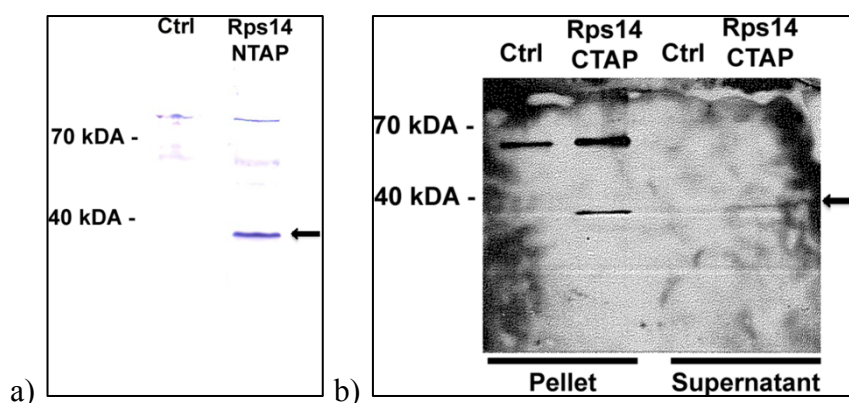 Ctrl Rps14
NTAP
70 kDA -
40 kDA -
a)
Ctrl Rps14 Ctrl Rps14
CTAP CTAP
70 kDA -
40 kDA -
Pellet Supernatant
b)